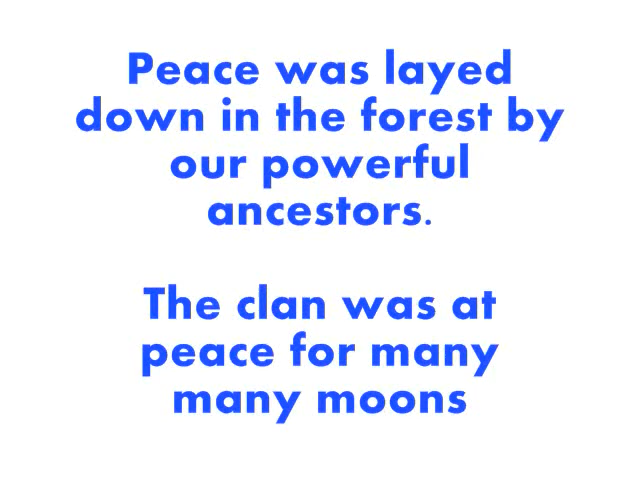 Peace was layed
down in the forest by
our powerful
ancestors.
The clan was at
peace for many
many moons